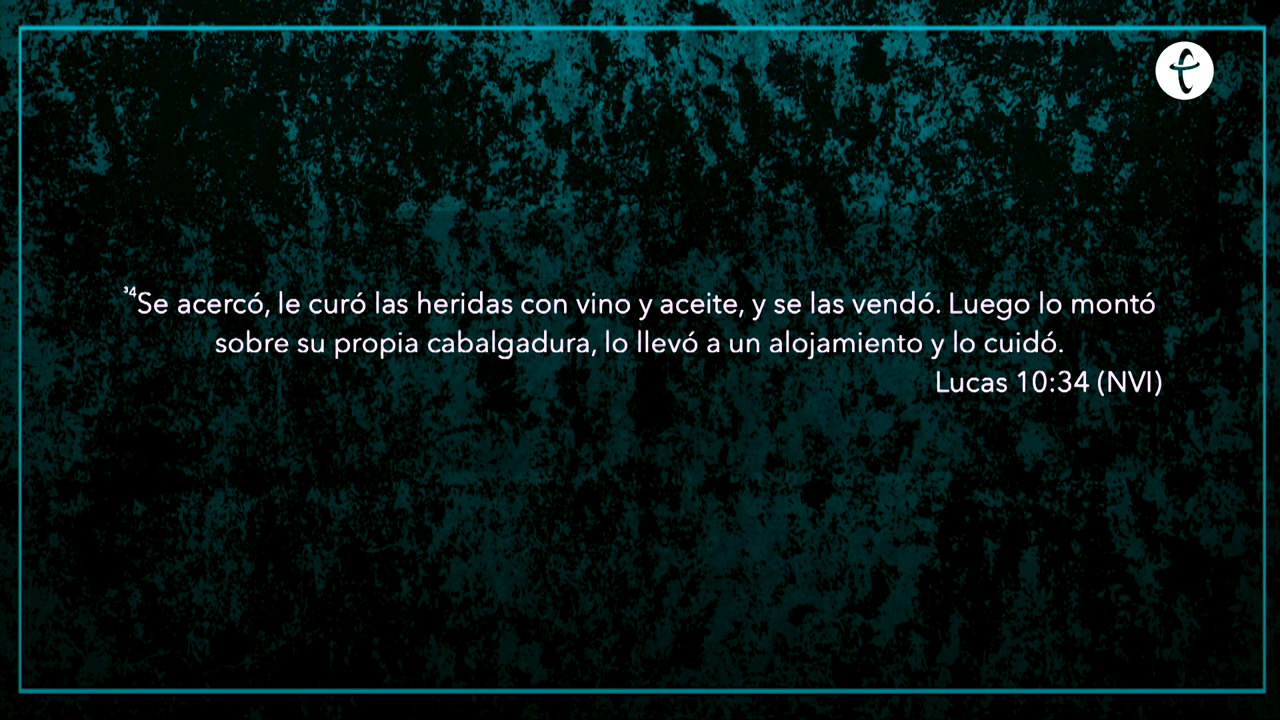 ³⁴Se acercó, le curó las heridas con vino y aceite, y se las vendó. Luego lo montó
sobre su propia cabalgadura, lo llevó a un alojamiento y lo cuidó.
Lucas 10:34 (NVI)